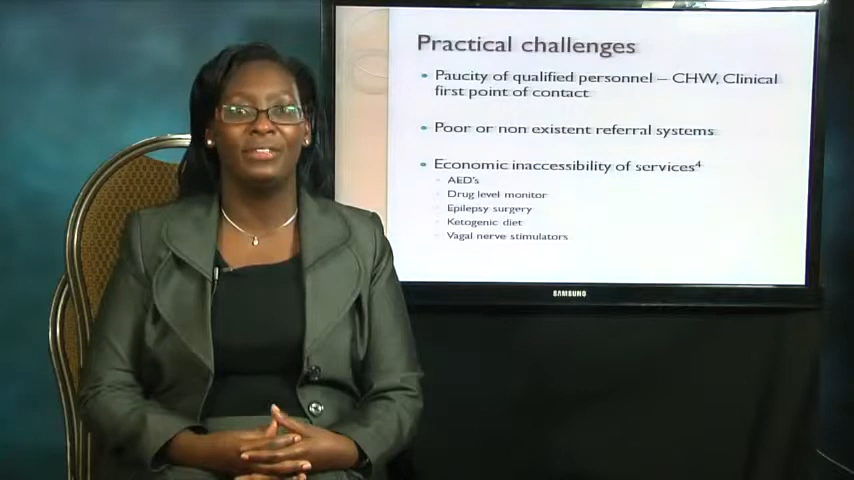 Practical challenges
• Paucity of qualified personnel – CHW, Clinical
first point of contact
• Poor or non existent referral systems
• Economic inaccessibility of services⁴
◦ AED's
◦ Drug level monitor
◦ Epilepsy surgery
◦ Ketogenic diet
◦ Vagal nerve stimulators
SAMSUNG